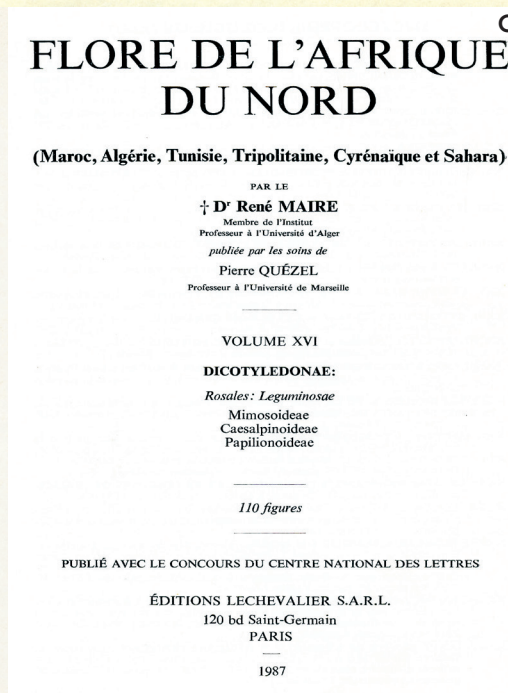 FLORE DE L'AFRIQUE
DU NORD
(Maroc, Algérie, Tunisie, Tripolitaine, Cyrénaïque et Sahara)
PAR LE
† Dr René MAIRE
Membre de l'Institut
Professeur à l'Université d'Alger
publiée par les soins de
Pierre QUÉZEL
Professeur à l'Université de Marseille
VOLUME XVI
DICOTYLEDONAE:
Rosales: Leguminosae
Mimosoideae
Caesalpinoideae
Papilionoideae
110 figures
PUBLIÉ AVEC LE CONCOURS DU CENTRE NATIONAL DES LETTRES
ÉDITIONS LECHEVALIER S.A.R.L.
120 bd Saint-Germain
PARIS
1987